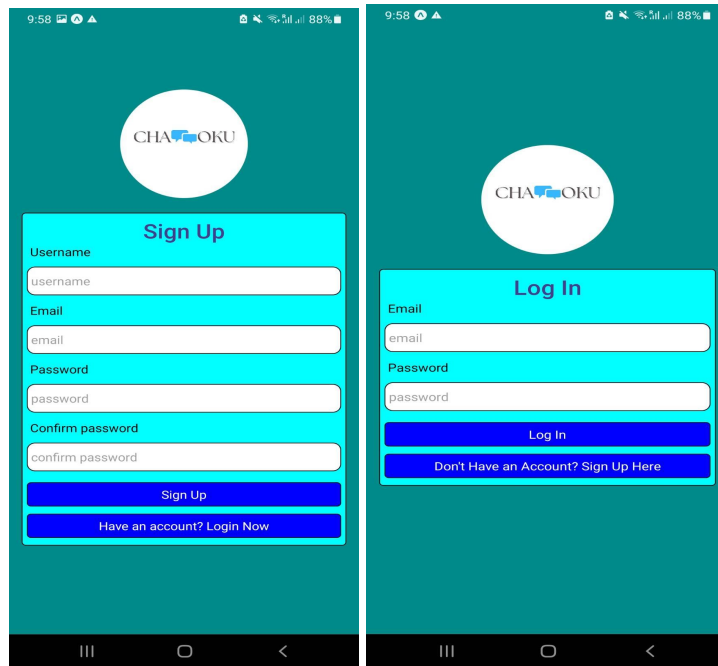 9:58
88%
CHA OKU
Sign Up
Username
username
Email
email
Password
password
Confirm password
confirm password
Sign Up
Have an account? Login Now
9:58
88%
CHA OKU
Log In
Email
email
Password
password
Log In
Don't Have an Account? Sign Up Here